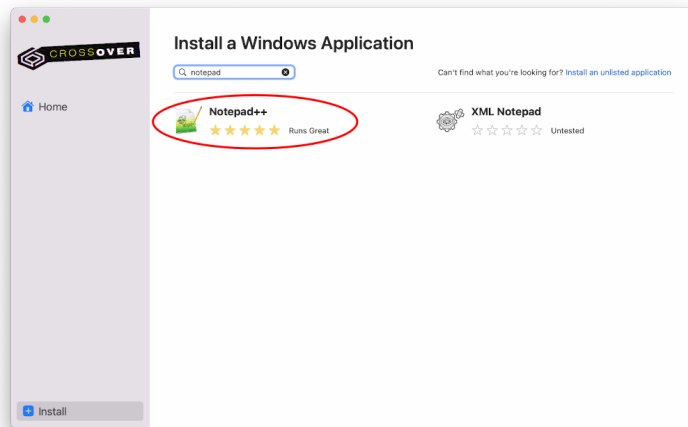 CROSSOVER
Home
Install
Install a Windows Application
notepad
Can't find what you're looking for? Install an unlisted application
Notepad++
Runs Great
XML Notepad
Untested